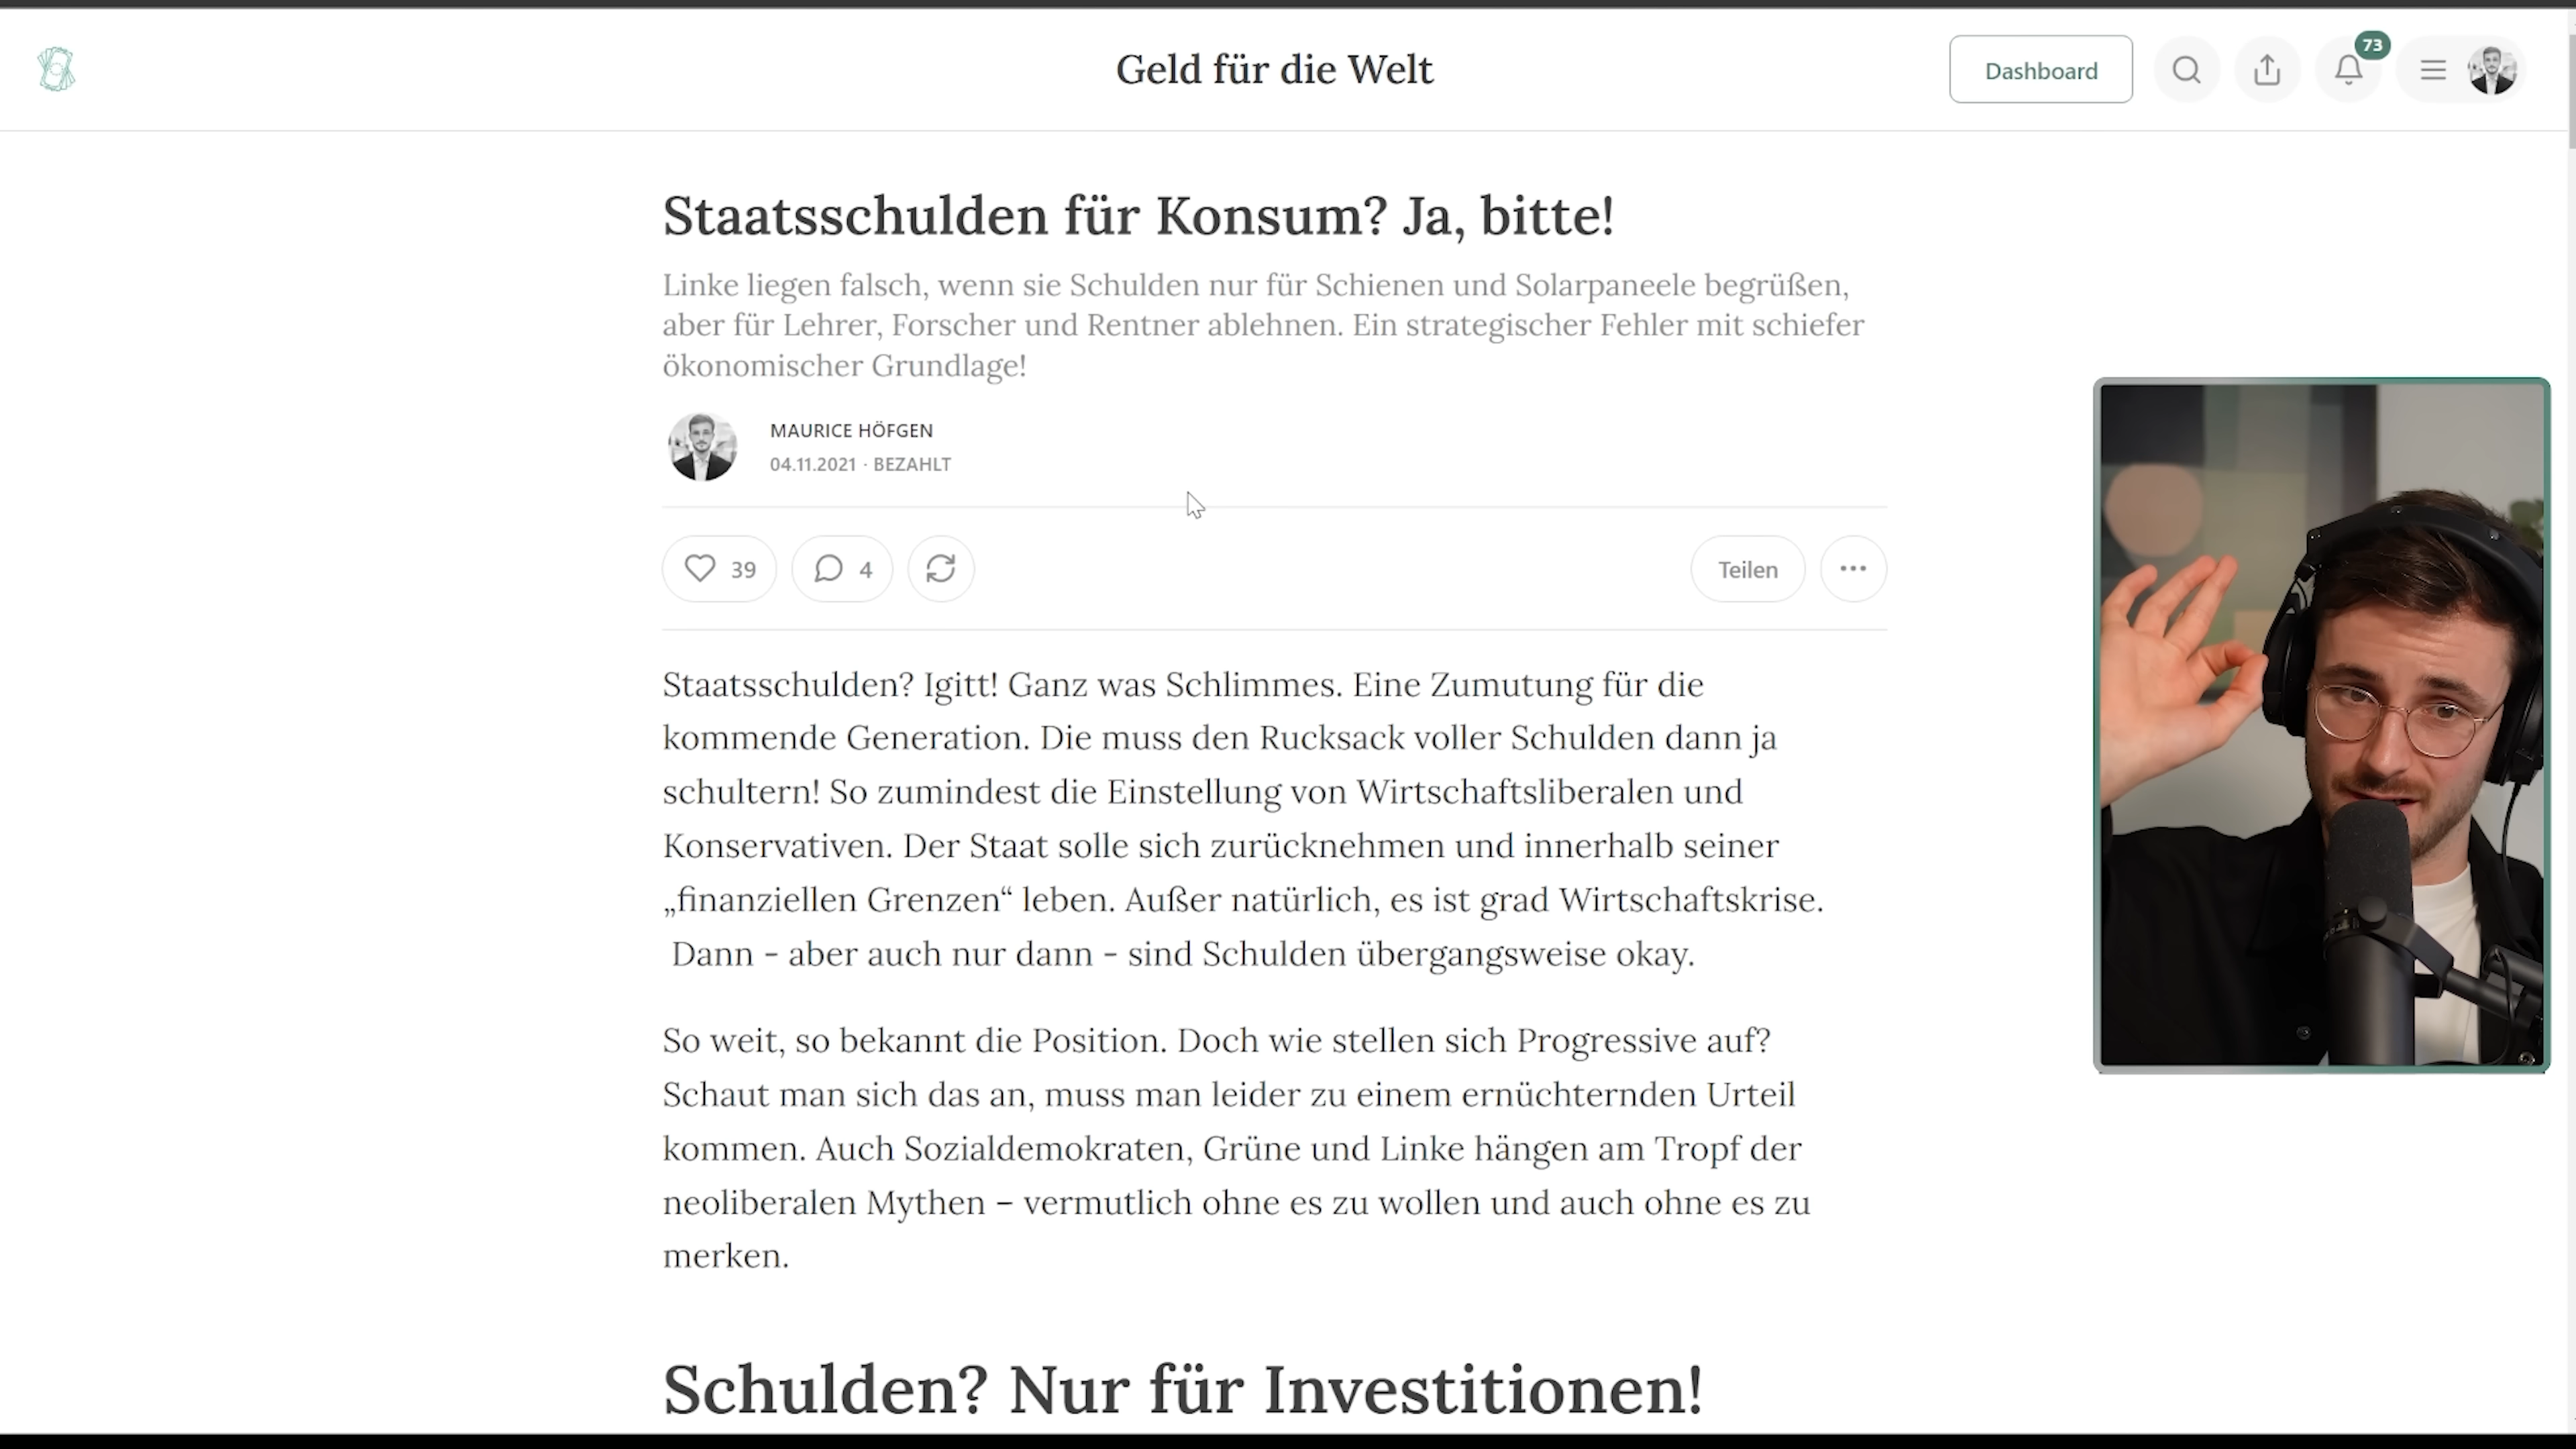 Geld für die Welt
Dashboard
73
Staatsschulden für Konsum? Ja, bitte!
Linke liegen falsch, wenn sie Schulden nur für Schienen und Solarpaneele begrüßen,
aber für Lehrer, Forscher und Rentner ablehnen. Ein strategischer Fehler mit schiefer
ökonomischer Grundlage!
MAURICE HÖFGEN
04.11.2021 · BEZAHLT
39
4
Teilen
Staatsschulden? Igitt! Ganz was Schlimmes. Eine Zumutung für die
kommende Generation. Die muss den Rucksack voller Schulden dann ja
schultern! So zumindest die Einstellung von Wirtschaftsliberalen und
Konservativen. Der Staat solle sich zurücknehmen und innerhalb seiner
„finanziellen Grenzen“ leben. Außer natürlich, es ist grad Wirtschaftskrise.
Dann - aber auch nur dann - sind Schulden übergangsweise okay.
So weit, so bekannt die Position. Doch wie stellen sich Progressive auf?
Schaut man sich das an, muss man leider zu einem ernüchternden Urteil
kommen. Auch Sozialdemokraten, Grüne und Linke hängen am Tropf der
neoliberalen Mythen – vermutlich ohne es zu wollen und auch ohne es zu
merken.
Schulden? Nur für Investitionen!